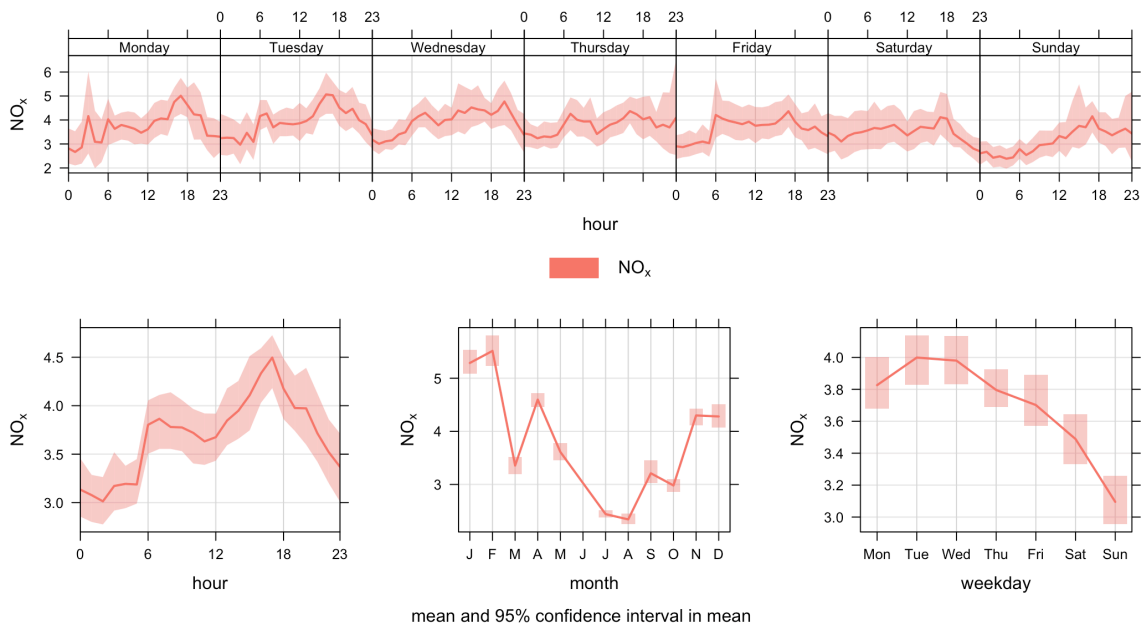 0 6 12 18 23 0 6 12 18 23 0 6 12 18 23
Monday Tuesday Wednesday Thursday Friday Saturday Sunday
6
5
4
3
2
NOx
0 6 12 18 23 0 6 12 18 23 0 6 12 18 23 0 6 12 18 23
hour
NOx
4.5
4.0
3.5
3.0
NOx
0 6 12 18 23
hour
5
4
3
NOx
J F M A M J J A S O N D
month
4.0
3.8
3.6
3.4
3.2
3.0
NOx
Mon Tue Wed Thu Fri Sat Sun
weekday
mean and 95% confidence interval in mean